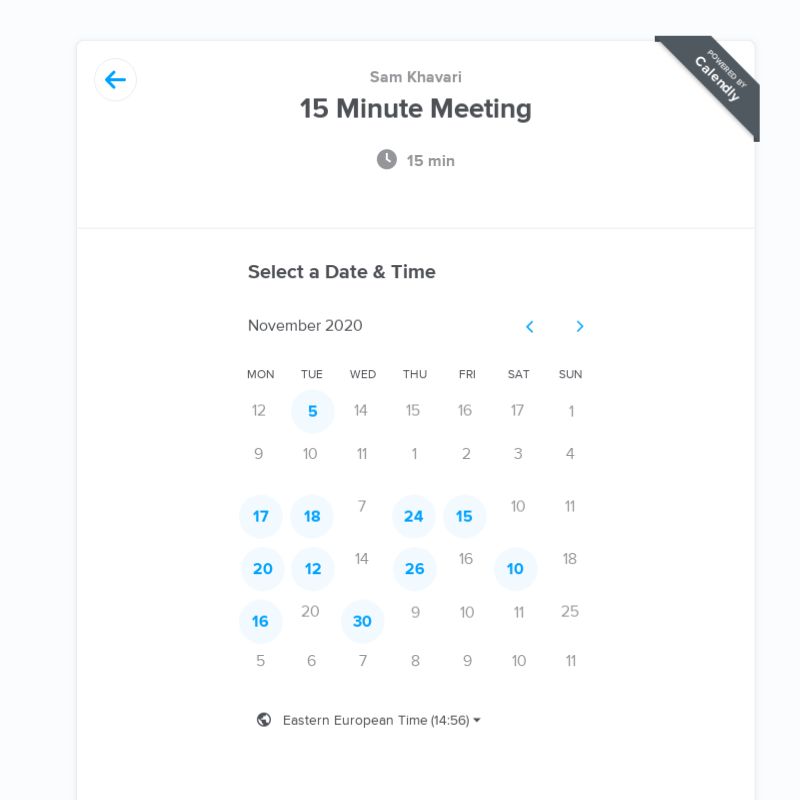 Sam Khavari
POWERED BY
Calendly
15 Minute Meeting
15 min
Select a Date & Time
November 2020
MON TUE WED THU FRI SAT SUN
12 5 14 15 16 17 1
9 10 11 1 2 3 4
17 18 7 24 15 10 11
20 12 14 26 16 10 18
16 20 30 9 10 11 25
5 6 7 8 9 10 11
Eastern European Time (14:56)